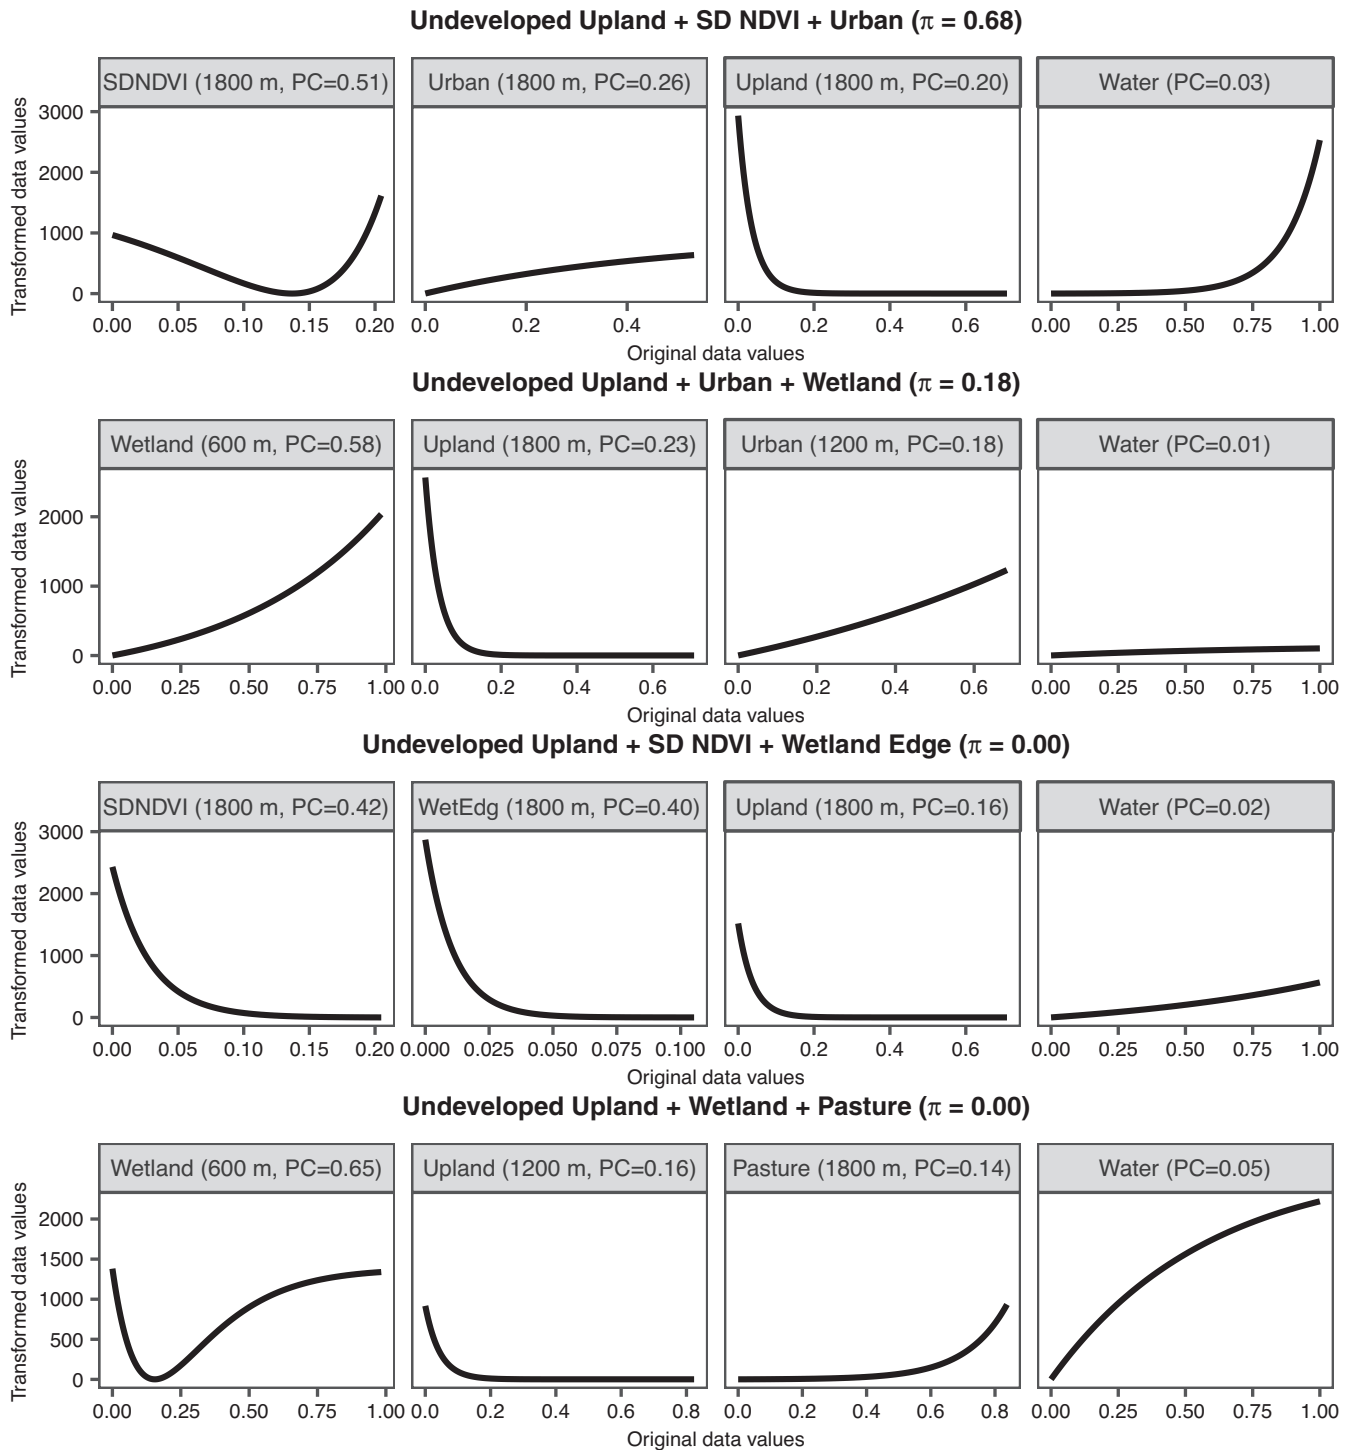 Undeveloped Upland + SD NDVI + Urban (π = 0.68)
SDNDVI (1800 m, PC=0.51) Urban (1800 m, PC=0.26) Upland (1800 m, PC=0.20) Water (PC=0.03)
Transformed data values
3000
2000
1000
0
0.00 0.05 0.10 0.15 0.20 0.0 0.2 0.4 0.0 0.2 0.4 0.6 0.00 0.25 0.50 0.75 1.00
Original data values
Undeveloped Upland + Urban + Wetland (π = 0.18)
Wetland (600 m, PC=0.58) Upland (1800 m, PC=0.23) Urban (1200 m, PC=0.18) Water (PC=0.01)
Transformed data values
2000
1000
0
0.00 0.25 0.50 0.75 1.00 0.0 0.2 0.4 0.6 0.0 0.2 0.4 0.6 0.00 0.25 0.50 0.75 1.00
Original data values
Undeveloped Upland + SD NDVI + Wetland Edge (π = 0.00)
SDNDVI (1800 m, PC=0.42) WetEdg (1800 m, PC=0.40) Upland (1800 m, PC=0.16) Water (PC=0.02)
Transformed data values
3000
2000
1000
0
0.00 0.05 0.10 0.15 0.20 0.000 0.025 0.050 0.075 0.100 0.0 0.2 0.4 0.6 0.00 0.25 0.50 0.75 1.00
Original data values
Undeveloped Upland + Wetland + Pasture (π = 0.00)
Wetland (600 m, PC=0.65) Upland (1200 m, PC=0.16) Pasture (1800 m, PC=0.14) Water (PC=0.05)
Transformed data values
2000
1500
1000
500
0
0.00 0.25 0.50 0.75 1.00 0.0 0.2 0.4 0.6 0.8 0.0 0.2 0.4 0.6 0.8 0.00 0.25 0.50 0.75 1.00
Original data values